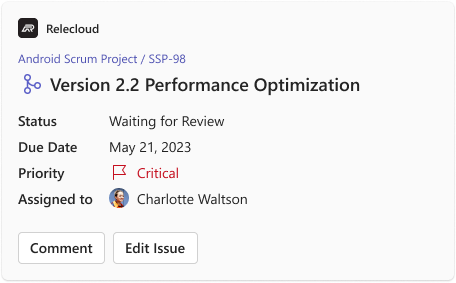 Relecloud
Android Scrum Project / SSP-98
Version 2.2 Performance Optimization
Status Waiting for Review
Due Date May 21, 2023
Priority Critical
Assigned to Charlotte Waltson
Comment Edit Issue